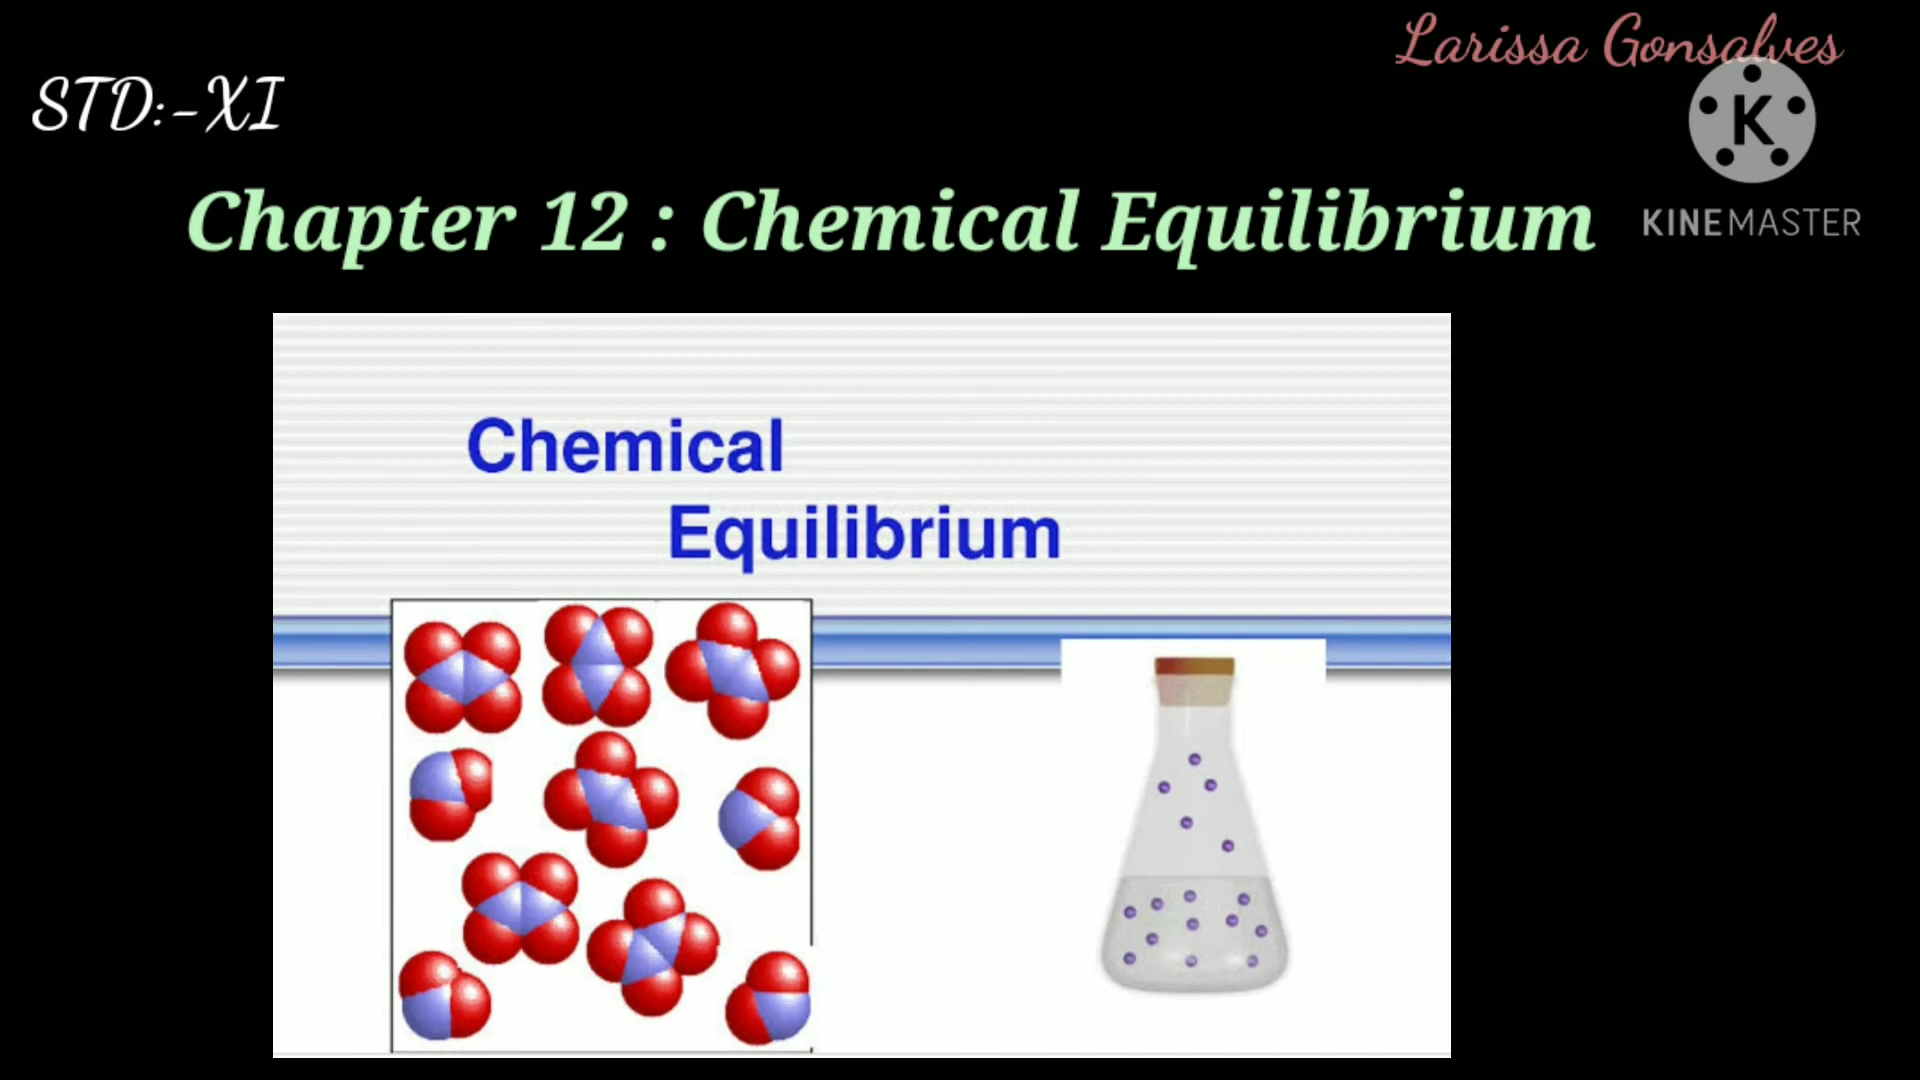 Larissa Gonsalves
STD:-XI
K
KINEMASTER
Chapter 12 : Chemical Equilibrium
Chemical
Equilibrium